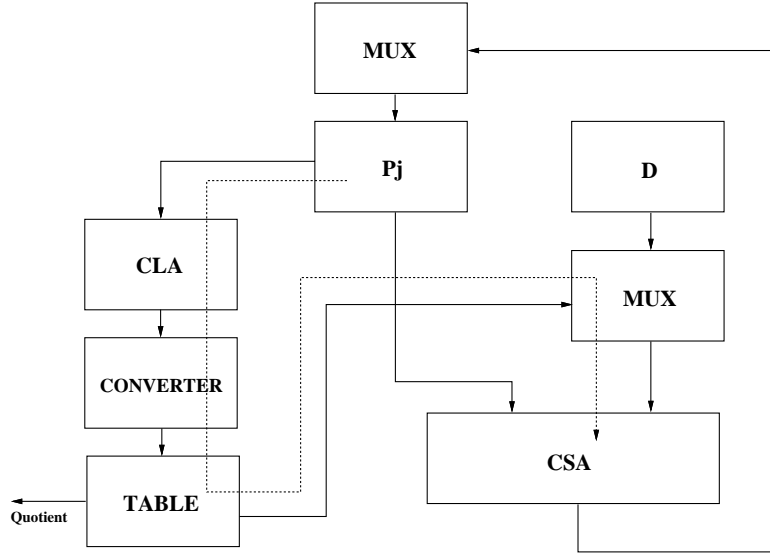 MUX
Pj
D
CLA
MUX
CONVERTER
CSA
TABLE
Quotient